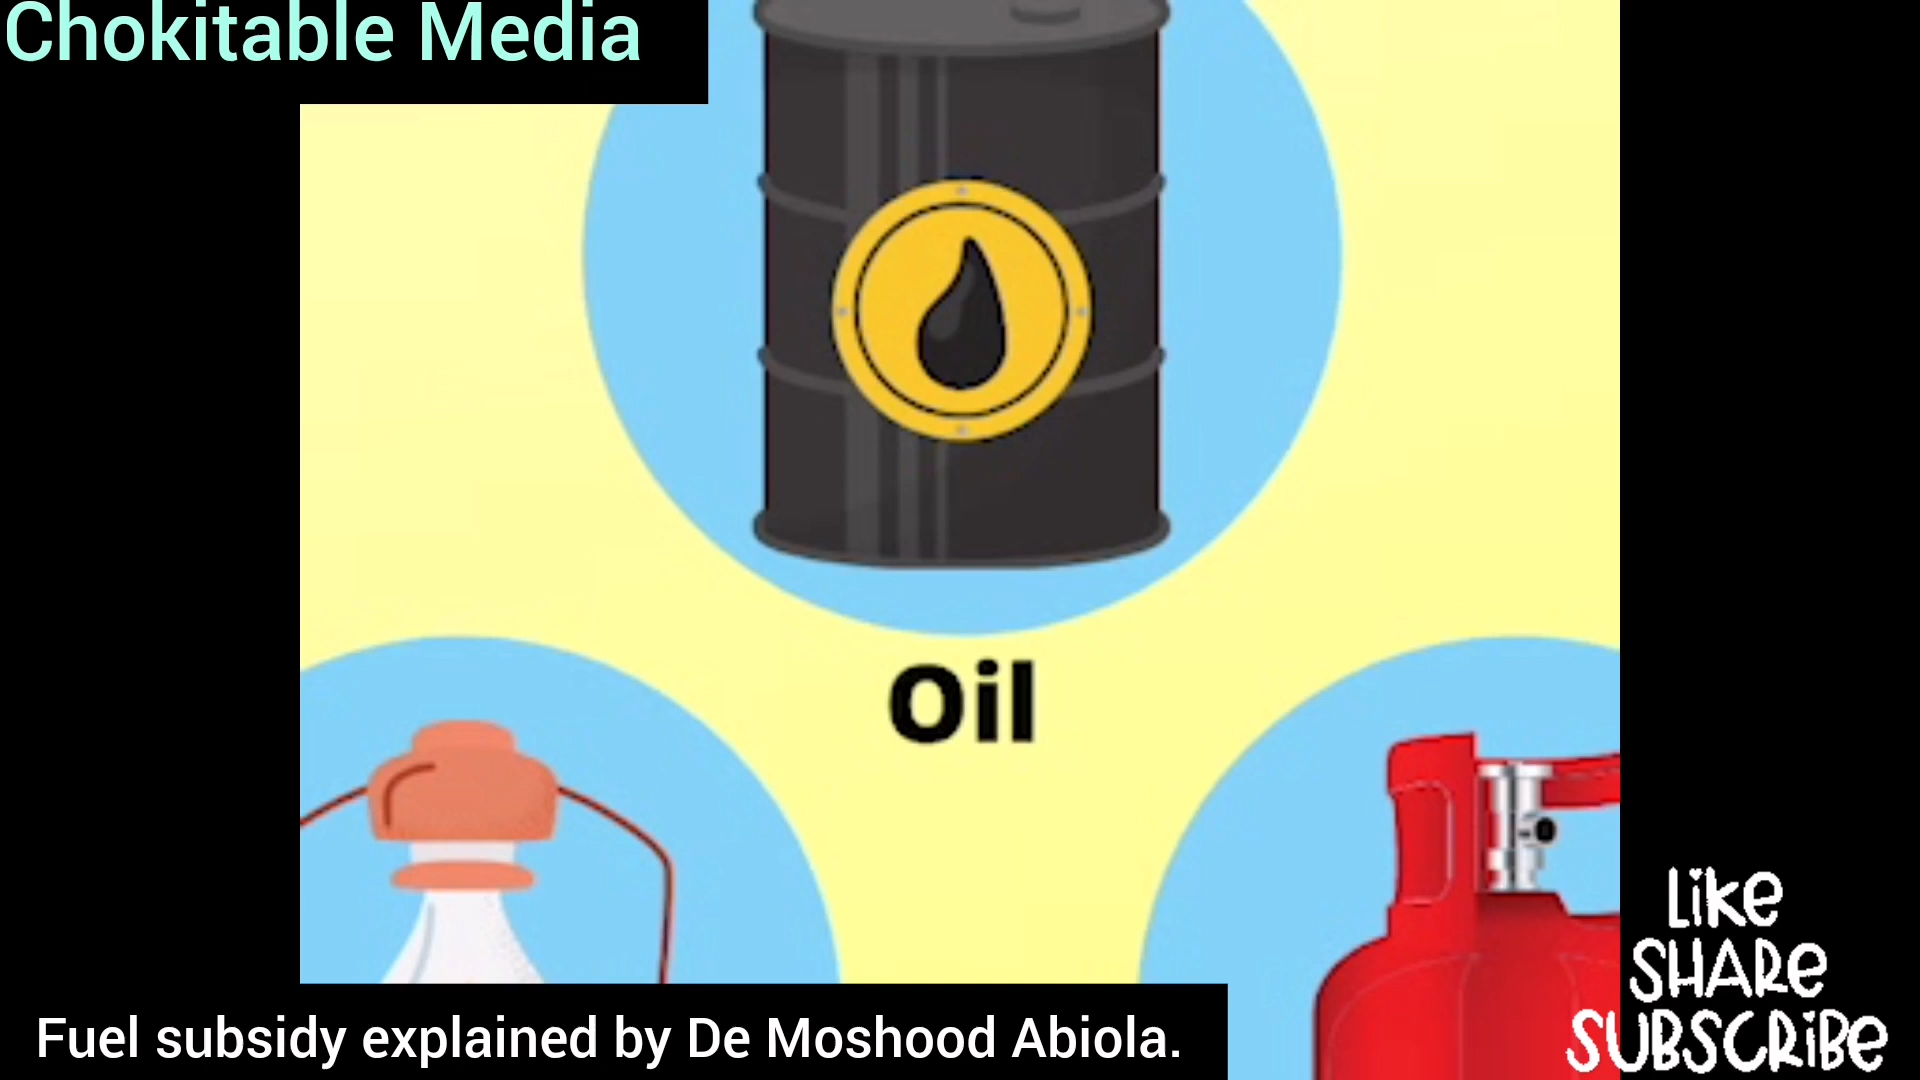 Chokitable Media
Oil
Fuel subsidy explained by De Moshood Abiola.
LiKe
SHARe
SUBSCRiBe